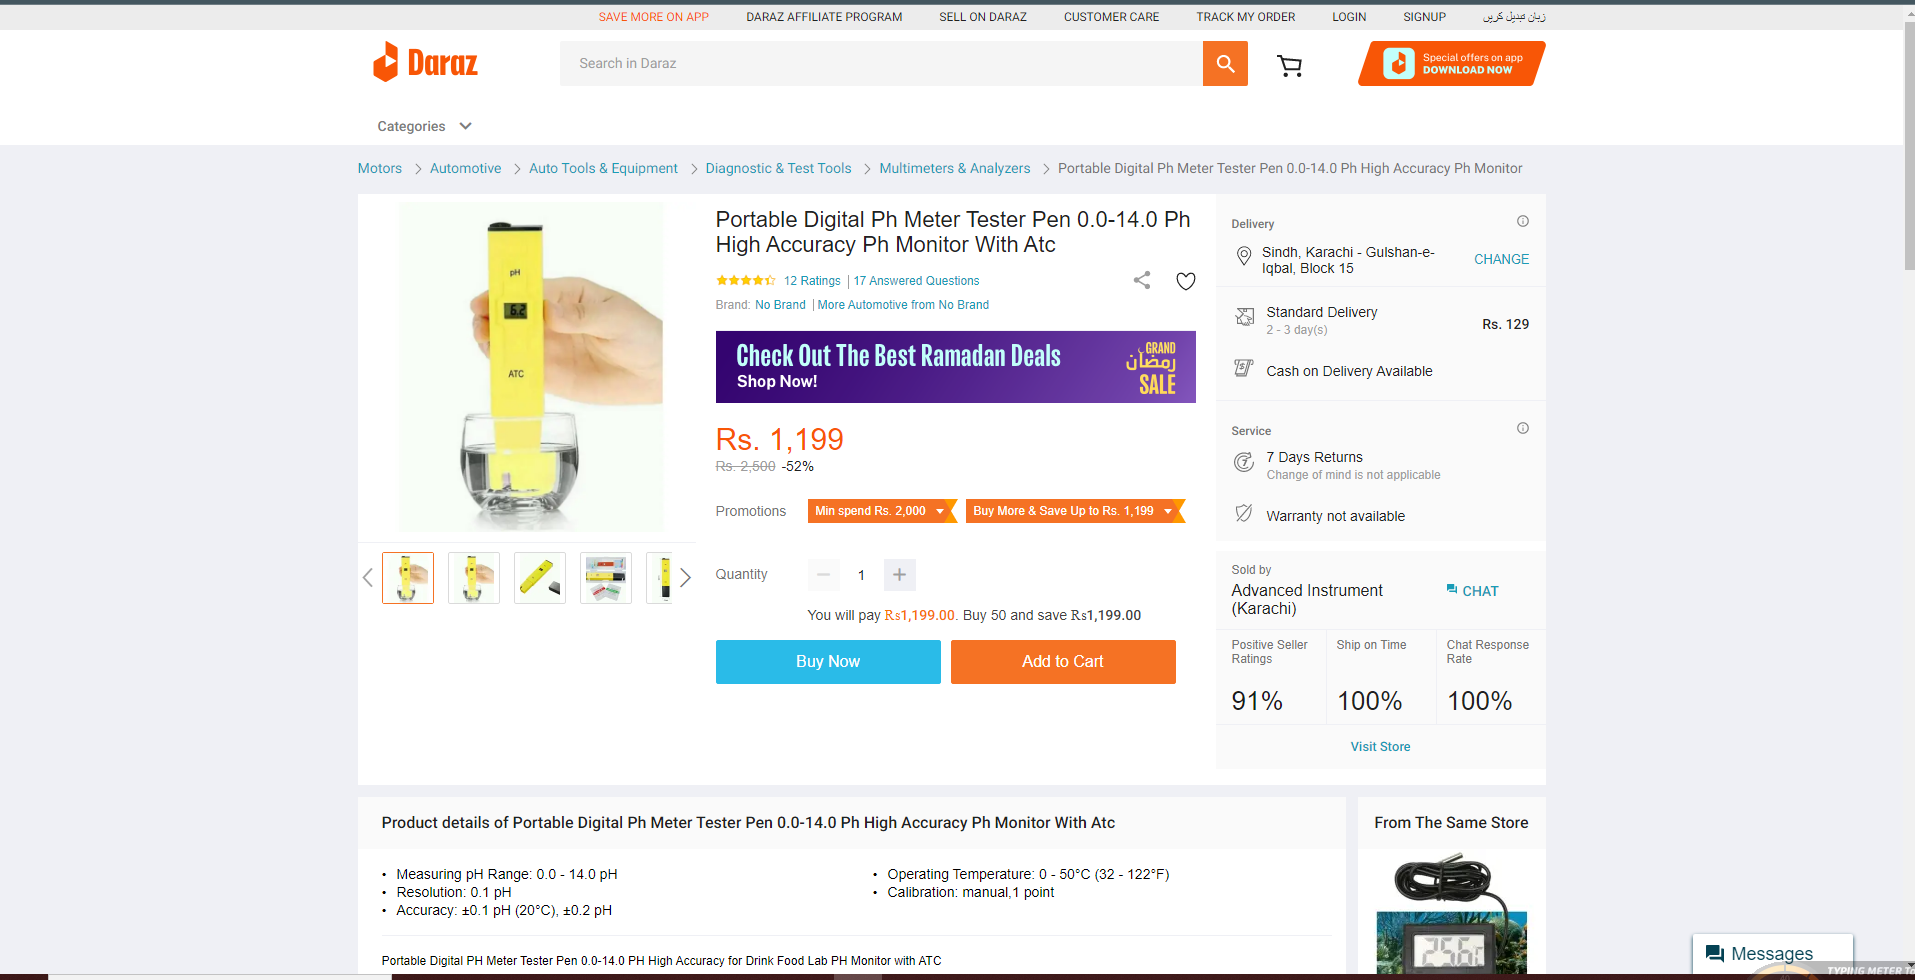 SAVE MORE ON APP
DARAZ AFFILIATE PROGRAM
SELL ON DARAZ
CUSTOMER CARE
TRACK MY ORDER
LOGIN
SIGNUP
زبان تبدیل کریں
Daraz
Search in Daraz
Special offers on app
DOWNLOAD NOW
Categories
Motors
Automotive
Auto Tools & Equipment
Diagnostic & Test Tools
Multimeters & Analyzers
Portable Digital Ph Meter Tester Pen 0.0-14.0 Ph High Accuracy Ph Monitor
pH
6.2
ATC
Portable Digital Ph Meter Tester Pen 0.0-14.0 Ph
High Accuracy Ph Monitor With Atc
12 Ratings | 17 Answered Questions
Brand: No Brand | More Automotive from No Brand
Check Out The Best Ramadan Deals
Shop Now!
GRAND
رمضان
SALE
Rs. 1,199
Rs. 2,500 -52%
Promotions
Min spend Rs. 2,000
Buy More & Save Up to Rs. 1,199
Quantity
1
You will pay Rs1,199.00. Buy 50 and save Rs1,199.00
Buy Now
Add to Cart
Delivery
Sindh, Karachi - Gulshan-e-
Iqbal, Block 15
CHANGE
Standard Delivery
2 - 3 day(s)
Rs. 129
Cash on Delivery Available
Service
7 Days Returns
Change of mind is not applicable
Warranty not available
Sold by
Advanced Instrument
(Karachi)
CHAT
Positive Seller
Ratings
91%
Ship on Time
100%
Chat Response
Rate
100%
Visit Store
Product details of Portable Digital Ph Meter Tester Pen 0.0-14.0 Ph High Accuracy Ph Monitor With Atc
• Measuring pH Range: 0.0 - 14.0 pH
• Resolution: 0.1 pH
• Accuracy: ±0.1 pH (20°C), ±0.2 pH
• Operating Temperature: 0 - 50°C (32 - 122°F)
• Calibration: manual,1 point
Portable Digital PH Meter Tester Pen 0.0-14.0 PH High Accuracy for Drink Food Lab PH Monitor with ATC
From The Same Store
Messages
TYPING METER